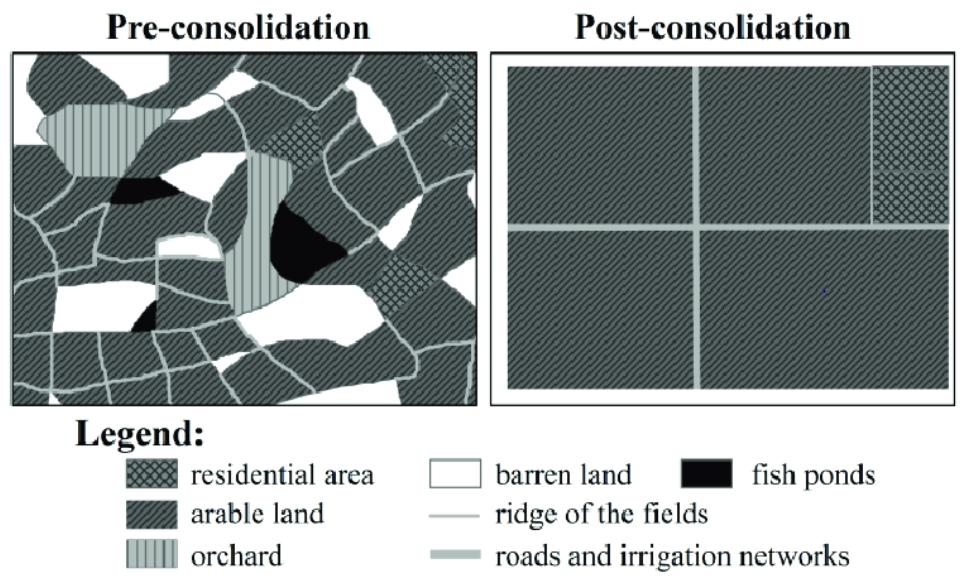 Pre-consolidation
Post-consolidation
Legend:
residential area
barren land
fish ponds
arable land
ridge of the fields
orchard
roads and irrigation networks